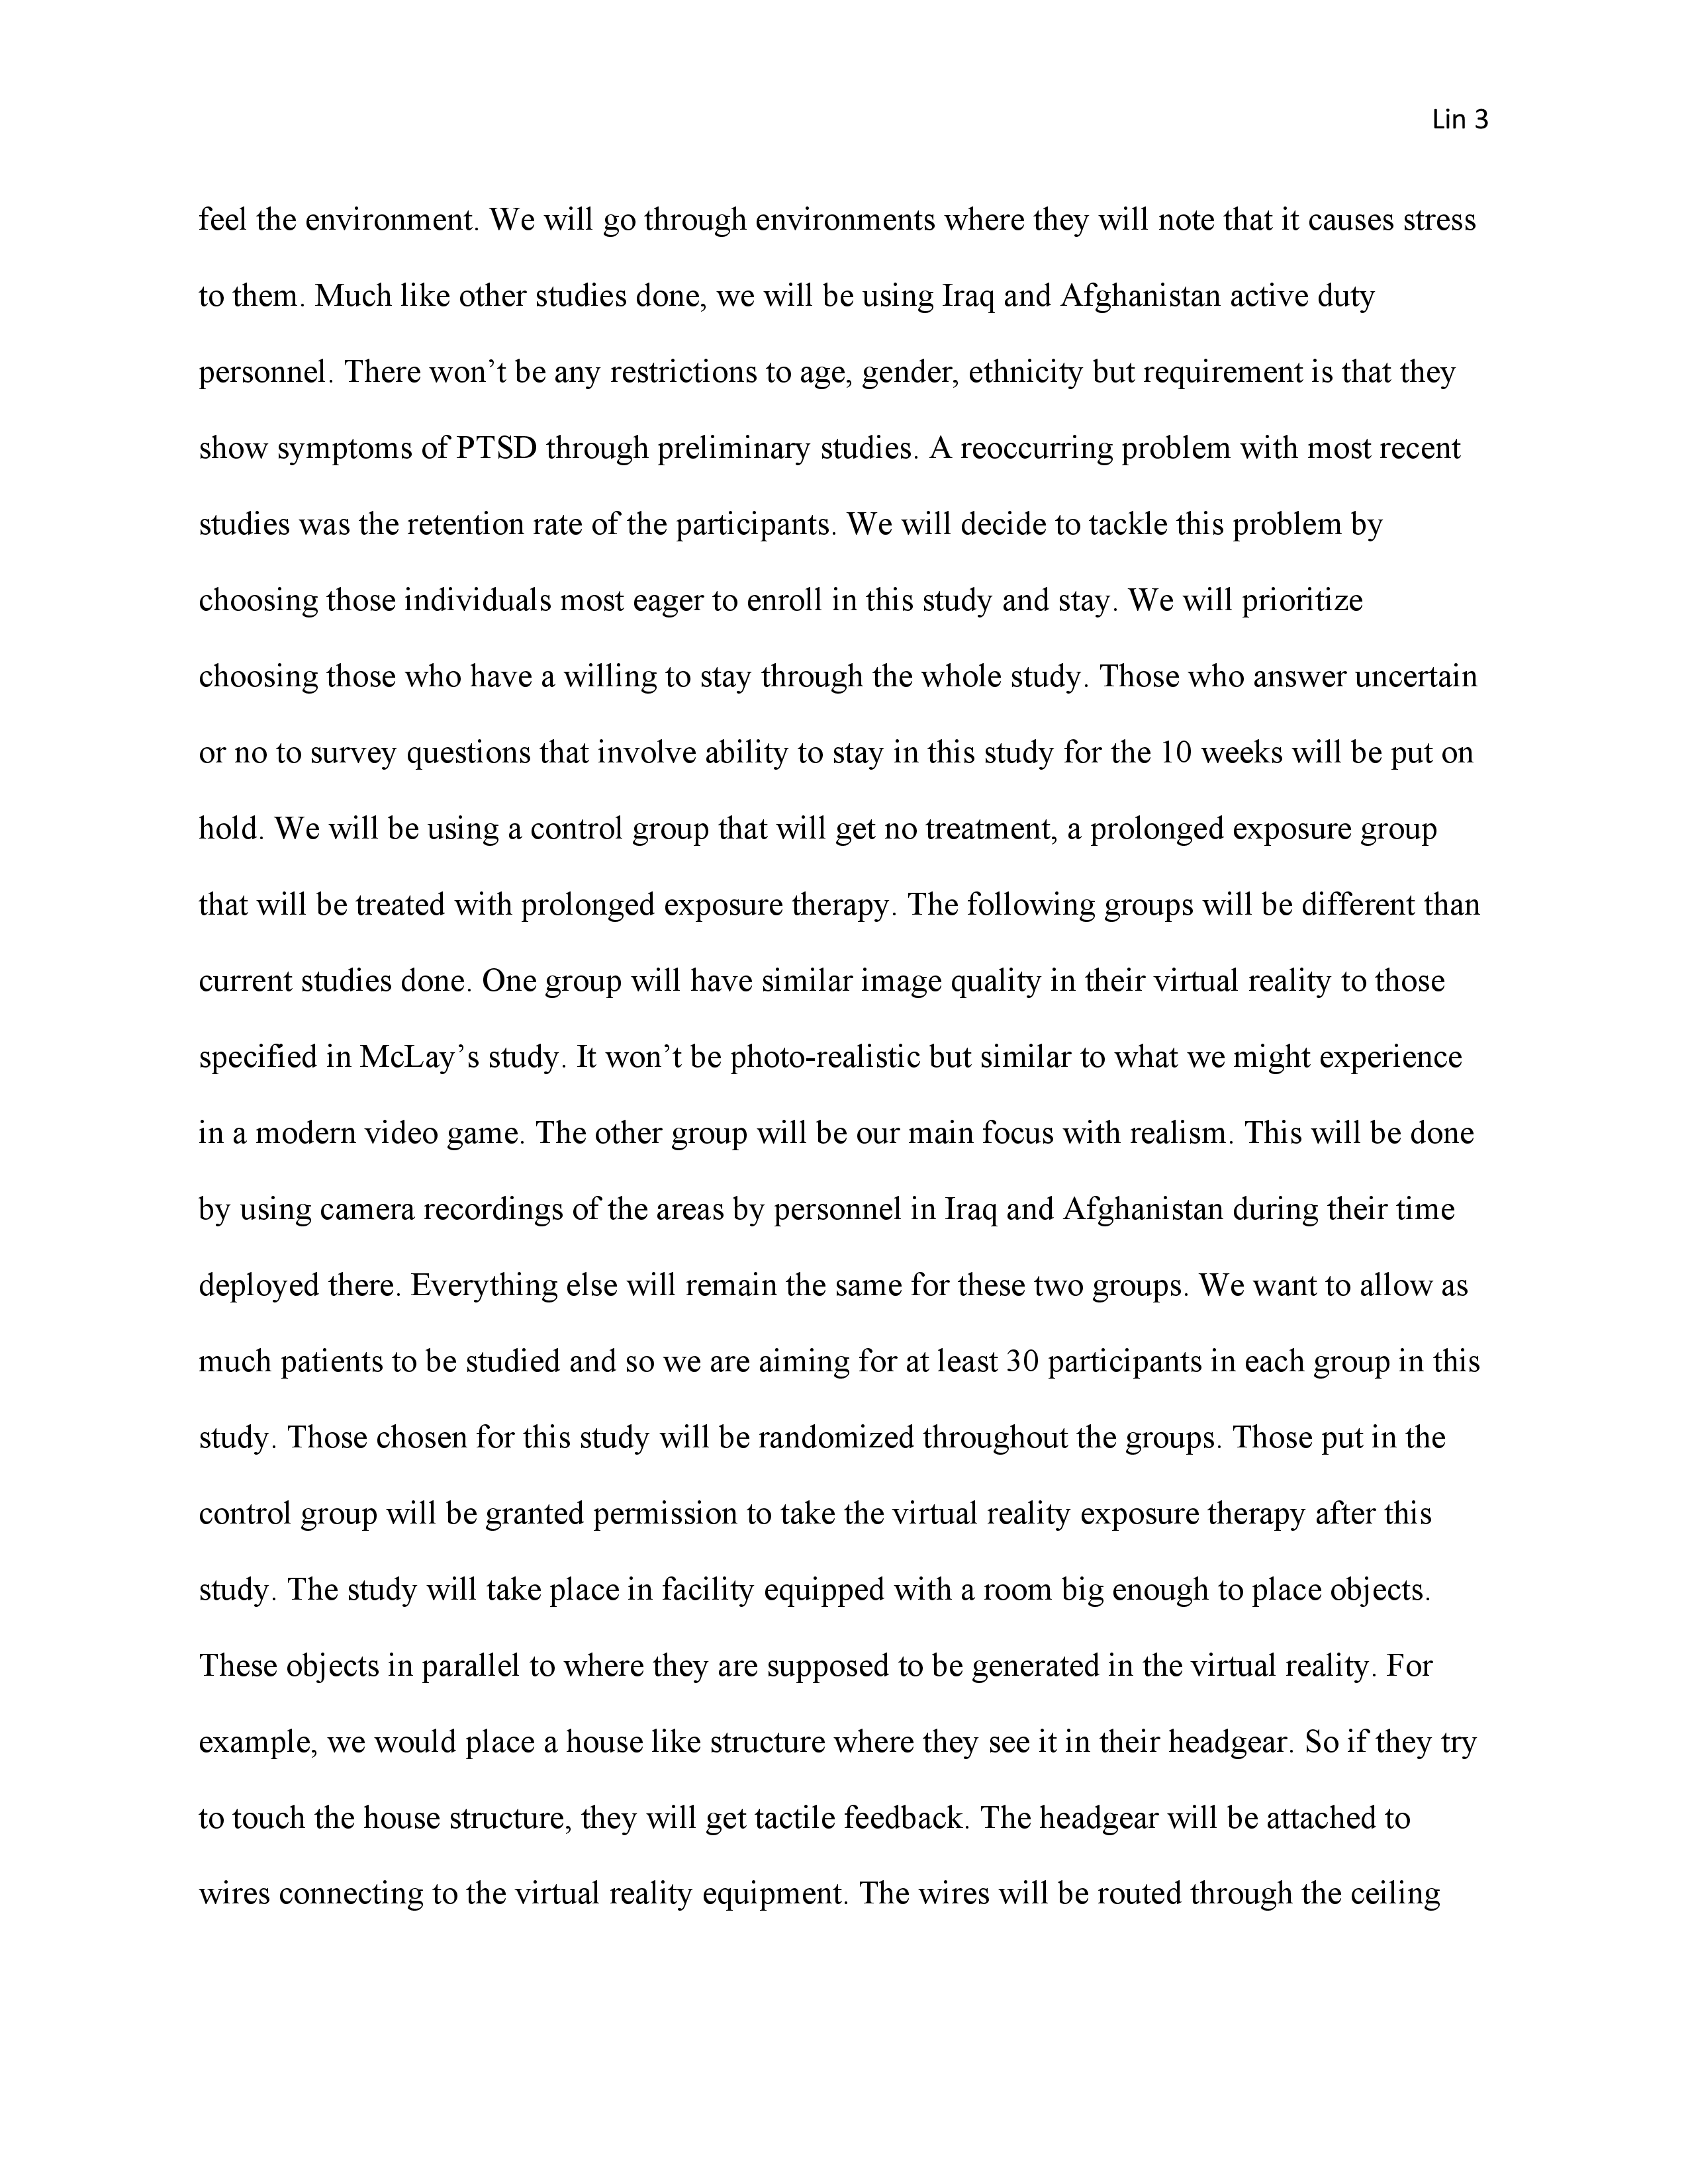 Lin 3
feel the environment. We will go through environments where they will note that it causes stress
to them. Much like other studies done, we will be using Iraq and Afghanistan active duty
personnel. There won’t be any restrictions to age, gender, ethnicity but requirement is that they
show symptoms of PTSD through preliminary studies. A reoccurring problem with most recent
studies was the retention rate of the participants. We will decide to tackle this problem by
choosing those individuals most eager to enroll in this study and stay. We will prioritize
choosing those who have a willing to stay through the whole study. Those who answer uncertain
or no to survey questions that involve ability to stay in this study for the 10 weeks will be put on
hold. We will be using a control group that will get no treatment, a prolonged exposure group
that will be treated with prolonged exposure therapy. The following groups will be different than
current studies done. One group will have similar image quality in their virtual reality to those
specified in McLay’s study. It won’t be photo-realistic but similar to what we might experience
in a modern video game. The other group will be our main focus with realism. This will be done
by using camera recordings of the areas by personnel in Iraq and Afghanistan during their time
deployed there. Everything else will remain the same for these two groups. We want to allow as
much patients to be studied and so we are aiming for at least 30 participants in each group in this
study. Those chosen for this study will be randomized throughout the groups. Those put in the
control group will be granted permission to take the virtual reality exposure therapy after this
study. The study will take place in facility equipped with a room big enough to place objects.
These objects in parallel to where they are supposed to be generated in the virtual reality. For
example, we would place a house like structure where they see it in their headgear. So if they try
to touch the house structure, they will get tactile feedback. The headgear will be attached to
wires connecting to the virtual reality equipment. The wires will be routed through the ceiling